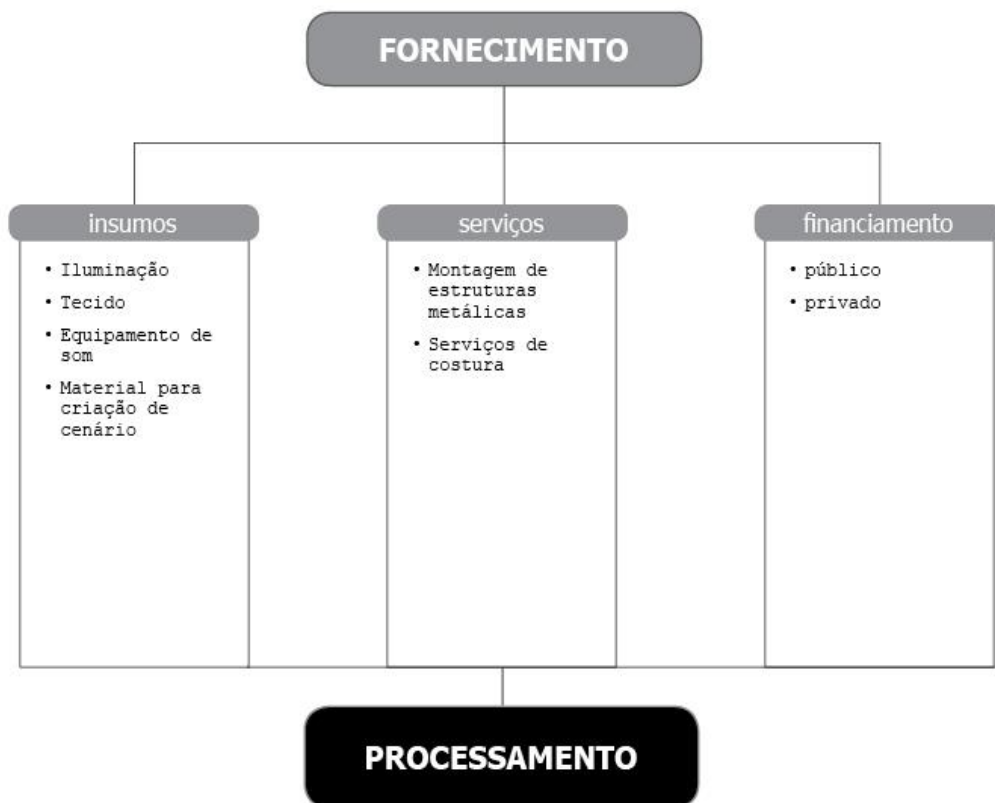 FORNECIMENTO
insumos
• Iluminação
• Tecido
• Equipamento de
som
• Material para
criação de
cenário
serviços
• Montagem de
estruturas
metálicas
• Serviços de
costura
financiamento
• público
• privado
PROCESSAMENTO